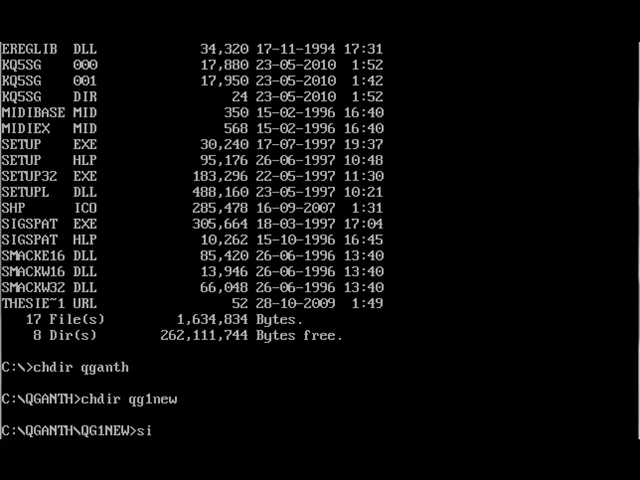 EREGLIB  DLL        34,320 17-11-1994 17:31
KQ5SG    000        17,880 23-05-2010  1:52
KQ5SG    001        17,950 23-05-2010  1:42
KQ5SG    DIR            24 23-05-2010  1:52
MIDIBASE MID           350 15-02-1996 16:40
MIDIEX   MID           568 15-02-1996 16:40
SETUP    EXE        30,240 17-07-1997 19:37
SETUP    HLP        95,176 26-06-1997 10:48
SETUP32  EXE       183,296 22-05-1997 11:30
SETUPL   DLL       488,160 23-05-1997 10:21
SHP      ICO       285,478 16-09-2007  1:31
SIGSPAT  EXE       305,664 18-03-1997 17:04
SIGSPAT  HLP        10,262 15-10-1996 16:45
SMACKE16 DLL        85,420 26-06-1996 13:40
SMACKW16 DLL        13,946 26-06-1996 13:40
SMACKW32 DLL        66,048 26-06-1996 13:40
THESIE~1 URL            52 28-10-2009  1:49
17 File(s)      1,634,834 Bytes.
8 Dir(s)     262,111,744 Bytes free.
C:\>chdir qganth
C:\QGANTH>chdir qg1new
C:\QGANTH\QG1NEW>si